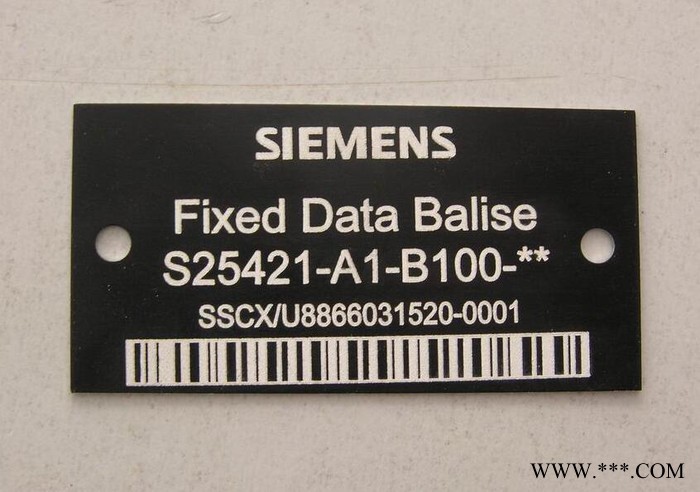 SIEMENS
Fixed Data Balise
S25421-A1-B100-**
SSCX/U8866031520-0001
WWW.***.COM